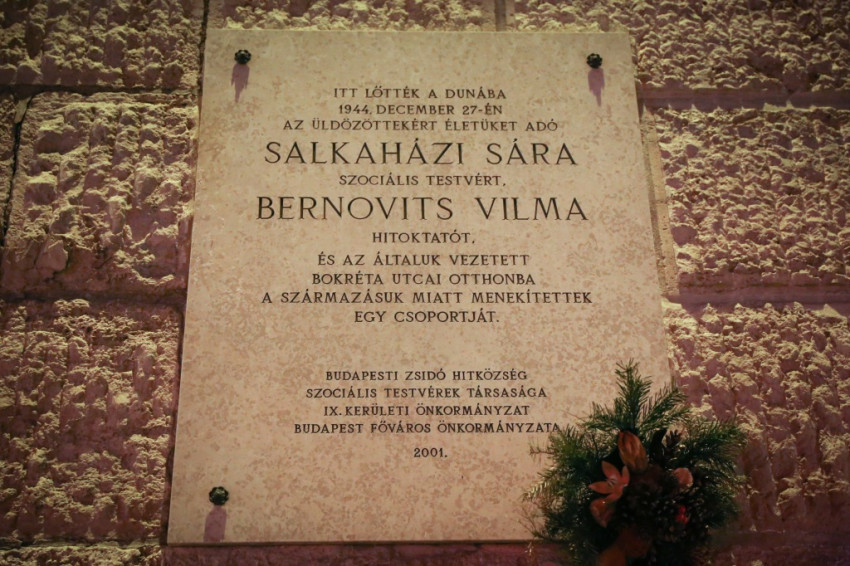 ITT LŐTTÉK A DUNÁBA
1944. DECEMBER 27-ÉN
AZ ÜLDÖZÖTTEKÉRT ÉLETÜKET ADÓ
SALKAHÁZI SÁRA
SZOCIÁLIS TESTVÉRT,
BERNOVITS VILMA
HITOKTATÓT,
ÉS AZ ÁLTALUK VEZETETT
BOKRÉTA UTCAI OTTHONBA
A SZÁRMAZÁSUK MIATT MENEKÍTETTEK
EGY CSOPORTJÁT.
BUDAPESTI ZSIDÓ HITKÖZSÉG
SZOCIÁLIS TESTVÉREK TÁRSASÁGA
IX. KERÜLETI ÖNKORMÁNYZAT
BUDAPEST FŐVÁROS ÖNKORMÁNYZATA
2001.